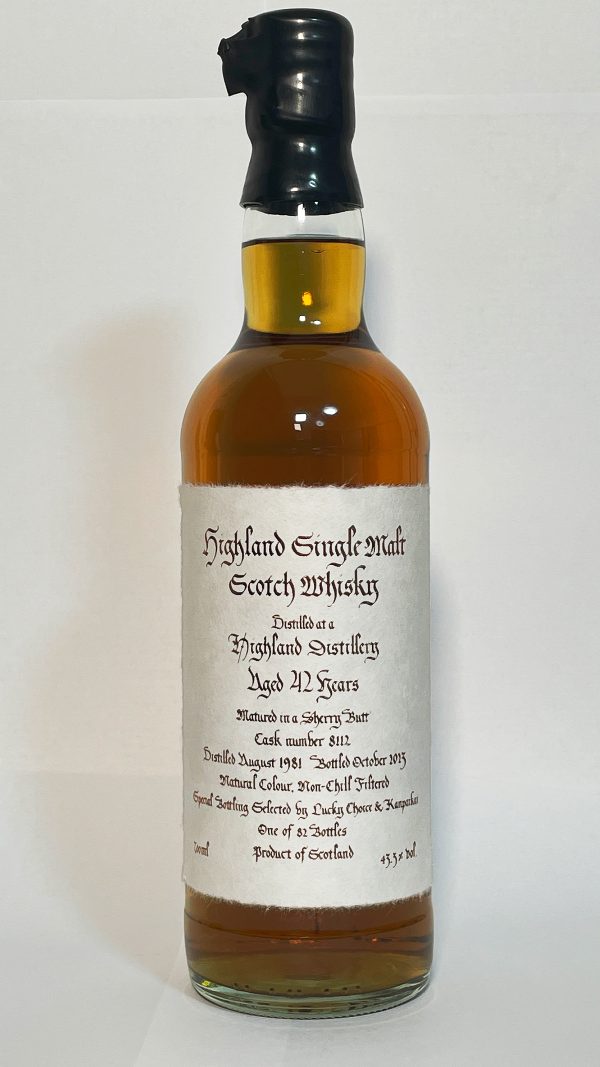 Highland Single Malt
Scotch Whisky
Distilled at a
Highland Distillery
Aged 42 Years
Matured in a Sherry Butt
Cask number 8112
Distilled August 1981 Bottled October 2023
Natural Colour, Non-Chill Filtered
Special Bottling Selected by Lucky Choice & Kanpaikai
One of 82 Bottles
700ml Product of Scotland 43.3% vol.